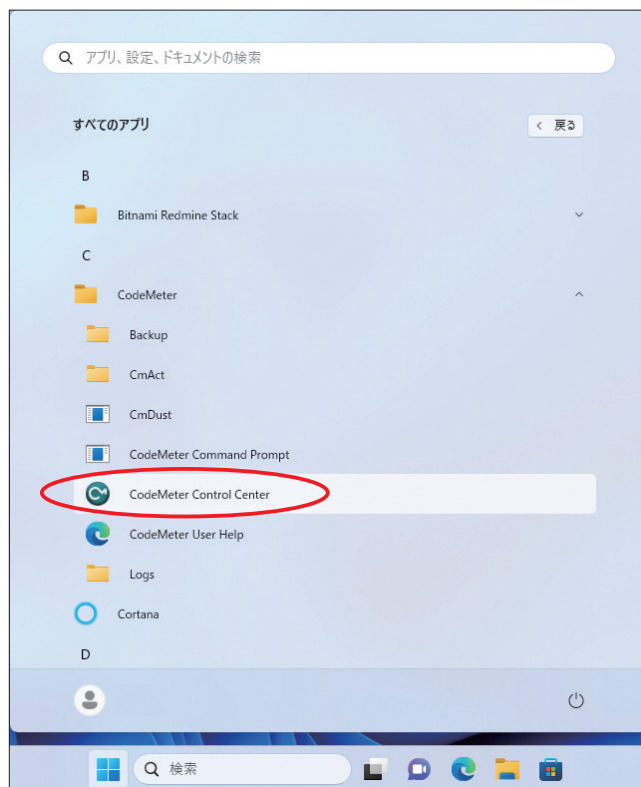 アプリ、設定、ドキュメントの検索
すべてのアプリ
戻る
B
Bitnami Redmine Stack
C
CodeMeter
Backup
CmAct
CmDust
CodeMeter Command Prompt
CodeMeter Control Center
CodeMeter User Help
Logs
Cortana
D
検索